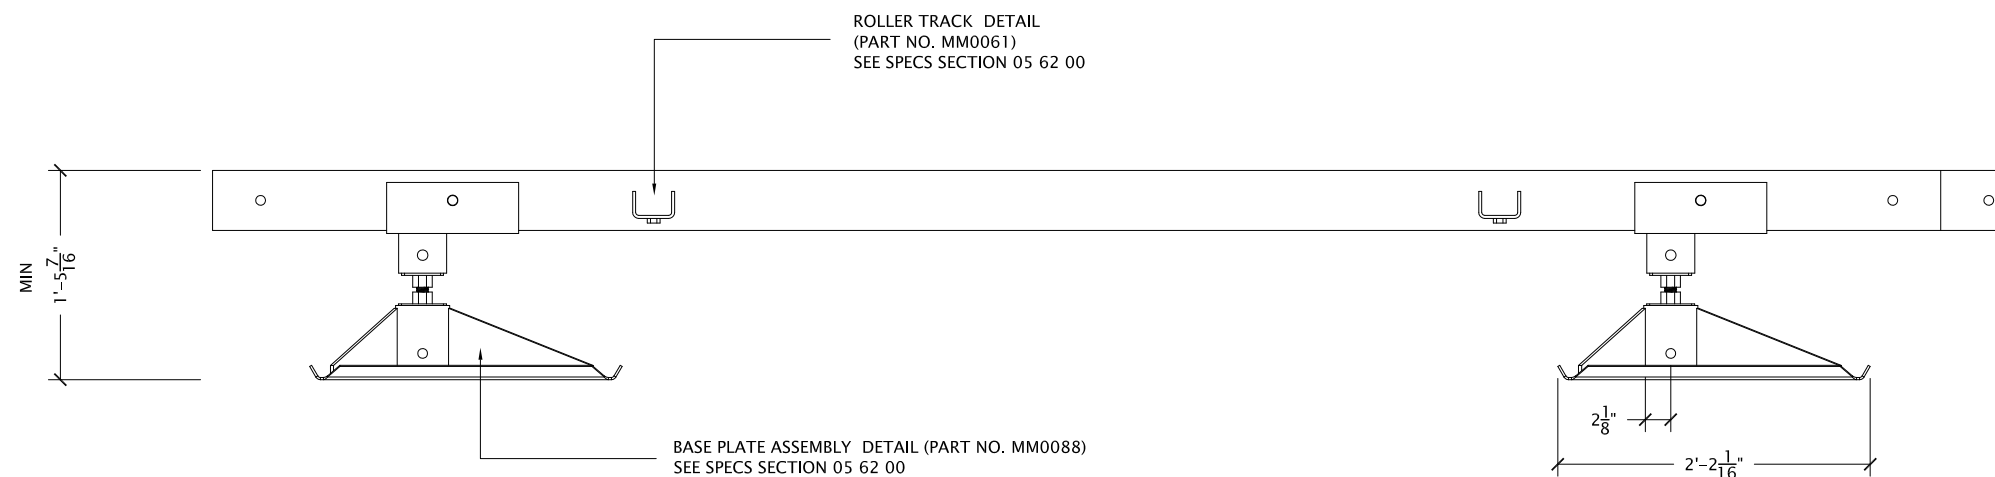 ROLLER TRACK DETAIL
(PART NO. MM0061)
SEE SPECS SECTION 05 62 00
MIN
1'-5 7/16"
2 1/8"
2'-2 1/16"
BASE PLATE ASSEMBLY DETAIL (PART NO. MM0088)
SEE SPECS SECTION 05 62 00